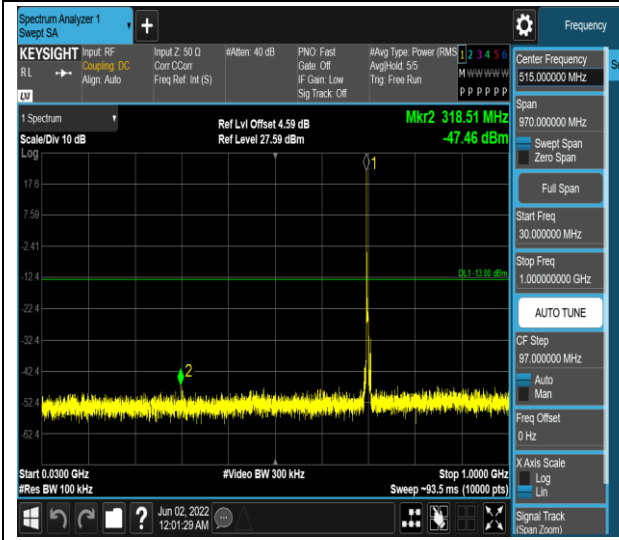 Spectrum Analyzer 1
Swept SA
+
Frequency
KEYSIGHT Input: RF Input Z: 50 Ω #Atten: 40 dB PNO: Fast #Avg Type: Power (RMS 1 2 3 4 5 6
RL Coupling: DC Corr CCorr Gate: Off Avg|Hold: 5/5 M W W W W W
Align: Auto Freq Ref: Int (S) IF Gain: Low Trig: Free Run
LXI Sig Track: Off P P P P P P
1 Spectrum
Scale/Div 10 dB
Ref Lvl Offset 4.59 dB
Ref Level 27.59 dBm
Mkr2 318.51 MHz
-47.46 dBm
Log
17.6
7.59
-2.41
-12.4
-22.4
-32.4
-42.4
-52.4
-62.4
1
DL1 -13.00 dBm
2
Start 0.0300 GHz #Video BW 300 kHz Stop 1.0000 GHz
#Res BW 100 kHz Sweep ~93.5 ms (10000 pts)
? Jun 02, 2022
12:01:29 AM
Center Frequency
515.000000 MHz
Span
970.000000 MHz
Swept Span
Zero Span
Full Span
Start Freq
30.000000 MHz
Stop Freq
1.000000000 GHz
AUTO TUNE
CF Step
97.000000 MHz
Auto
Man
Freq Offset
0 Hz
X Axis Scale
Log
Lin
Signal Track
(Span Zoom)